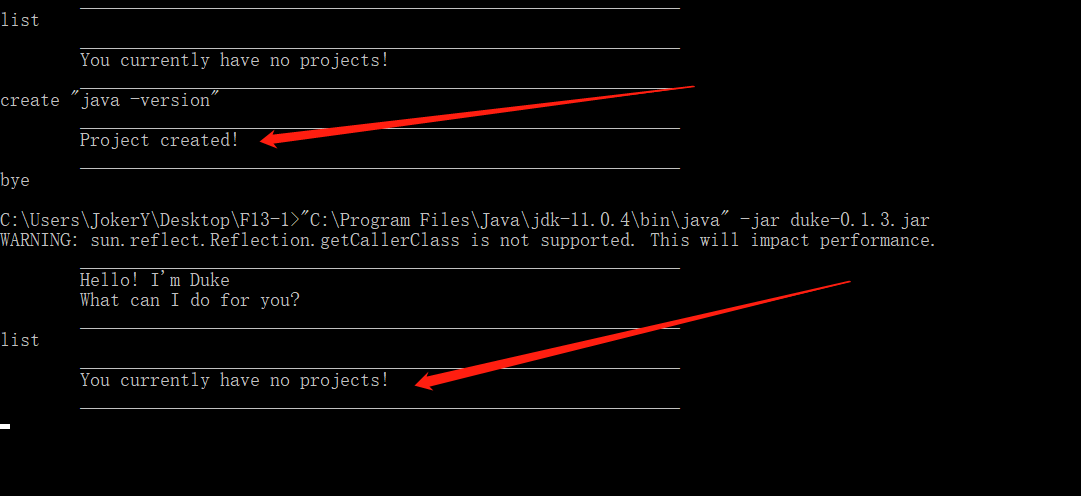 list
You currently have no projects!
create "java -version"
Project created!
bye
C:\Users\JokerY\Desktop\F13-1>"C:\Program Files\Java\jdk-11.0.4\bin\java" -jar duke-0.1.3.jar
WARNING: sun.reflect.Reflection.getCallerClass is not supported. This will impact performance.
Hello! I'm Duke
What can I do for you?
list
You currently have no projects!